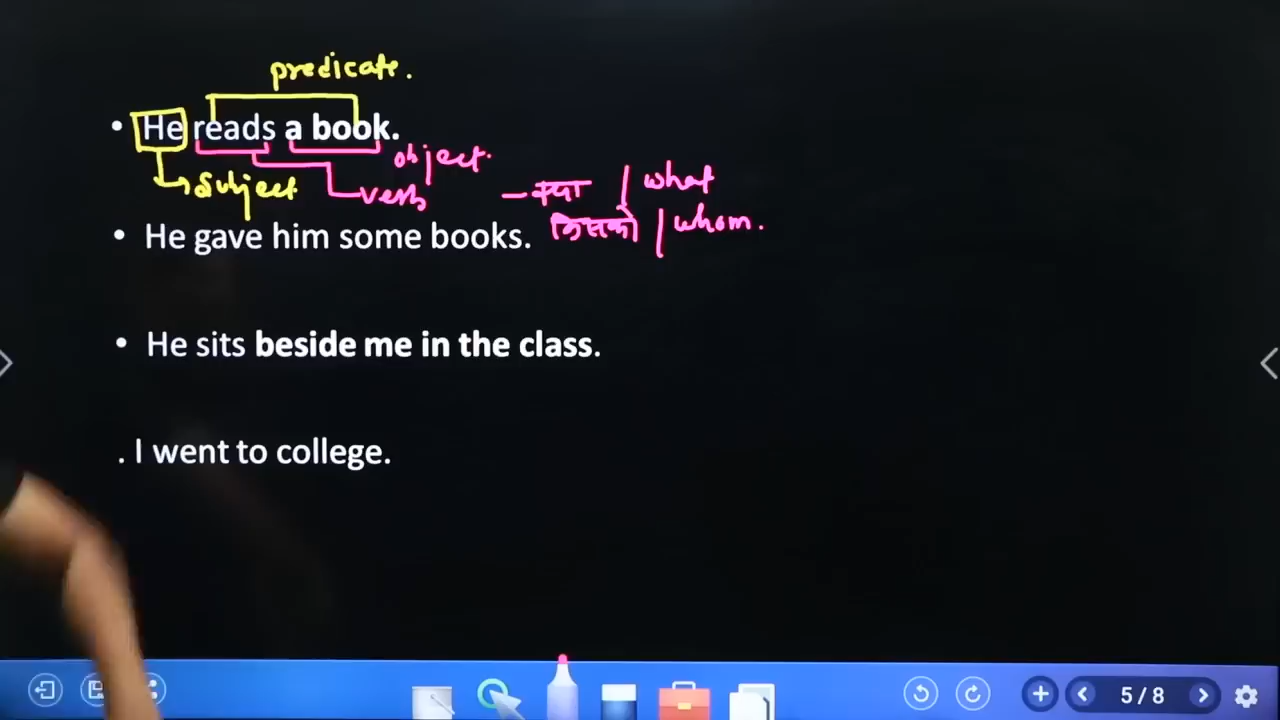 predicate.
• He reads a book.
object.
Subject
verb
– क्या / what
किसको / whom.
• He gave him some books.
• He sits beside me in the class.
. I went to college.
5 / 8